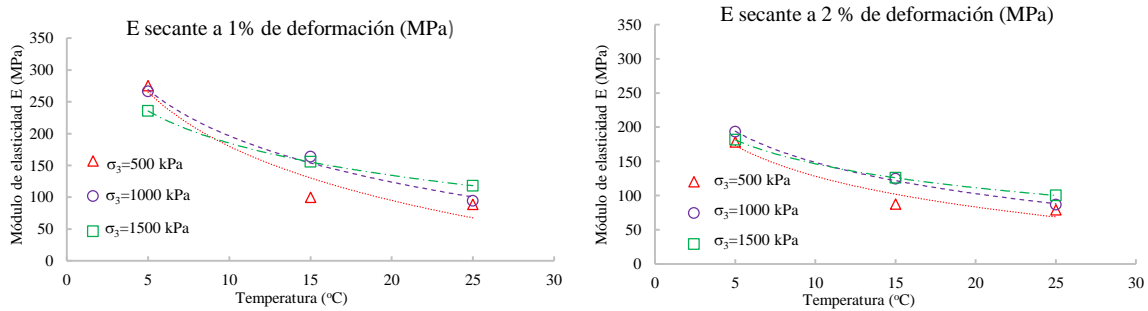 E secante a 1% de deformación (MPa)
Módulo de elasticidad E (MPa)
350
300
250
200
150
100
50
0
σ3=500 kPa
σ3=1000 kPa
σ3=1500 kPa
0 5 10 15 20 25 30
Temperatura (°C)
E secante a 2 % de deformación (MPa)
Módulo de elasticidad E (MPa)
350
300
250
200
150
100
50
0
σ3=500 kPa
σ3=1000 kPa
σ3=1500 kPa
0 5 10 15 20 25 30
Temperatura (°C)